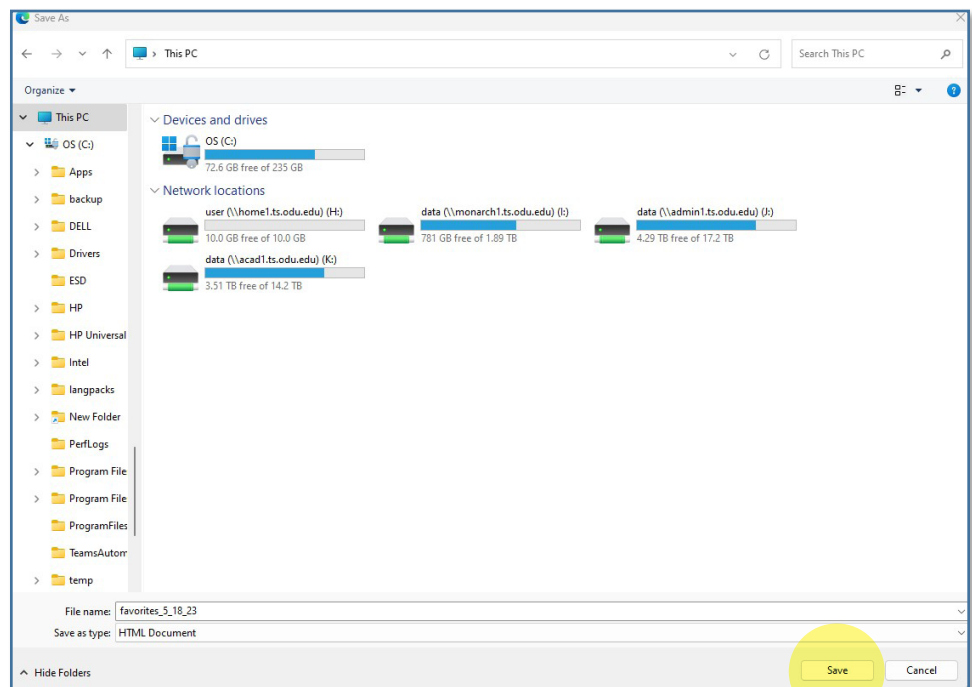 Save As
This PC
Search This PC
Organize
?
This PC
OS (C:)
Apps
backup
DELL
Drivers
ESD
HP
HP Universal
Intel
langpacks
New Folder
PerfLogs
Program File
Program File
ProgramFiles
TeamsAutom
temp
Devices and drives
OS (C:)
72.6 GB free of 235 GB
Network locations
user (\\home1.ts.odu.edu) (H:)
10.0 GB free of 10.0 GB
data (\\monarch1.ts.odu.edu) (I:)
781 GB free of 1.89 TB
data (\\admin1.ts.odu.edu) (J:)
4.29 TB free of 17.2 TB
data (\\acad1.ts.odu.edu) (K:)
3.51 TB free of 14.2 TB
File name: favorites_5_18_23
Save as type: HTML Document
Hide Folders
Save
Cancel